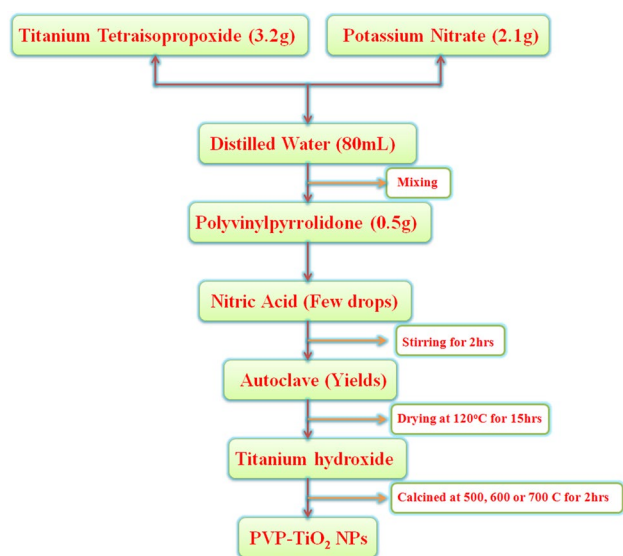 Titanium Tetraisopropoxide (3.2g)
Potassium Nitrate (2.1g)
Distilled Water (80mL)
Mixing
Polyvinylpyrrolidone (0.5g)
Nitric Acid (Few drops)
Stirring for 2hrs
Autoclave (Yields)
Drying at 120°C for 15hrs
Titanium hydroxide
Calcined at 500, 600 or 700 C for 2hrs
PVP-TiO₂ NPs